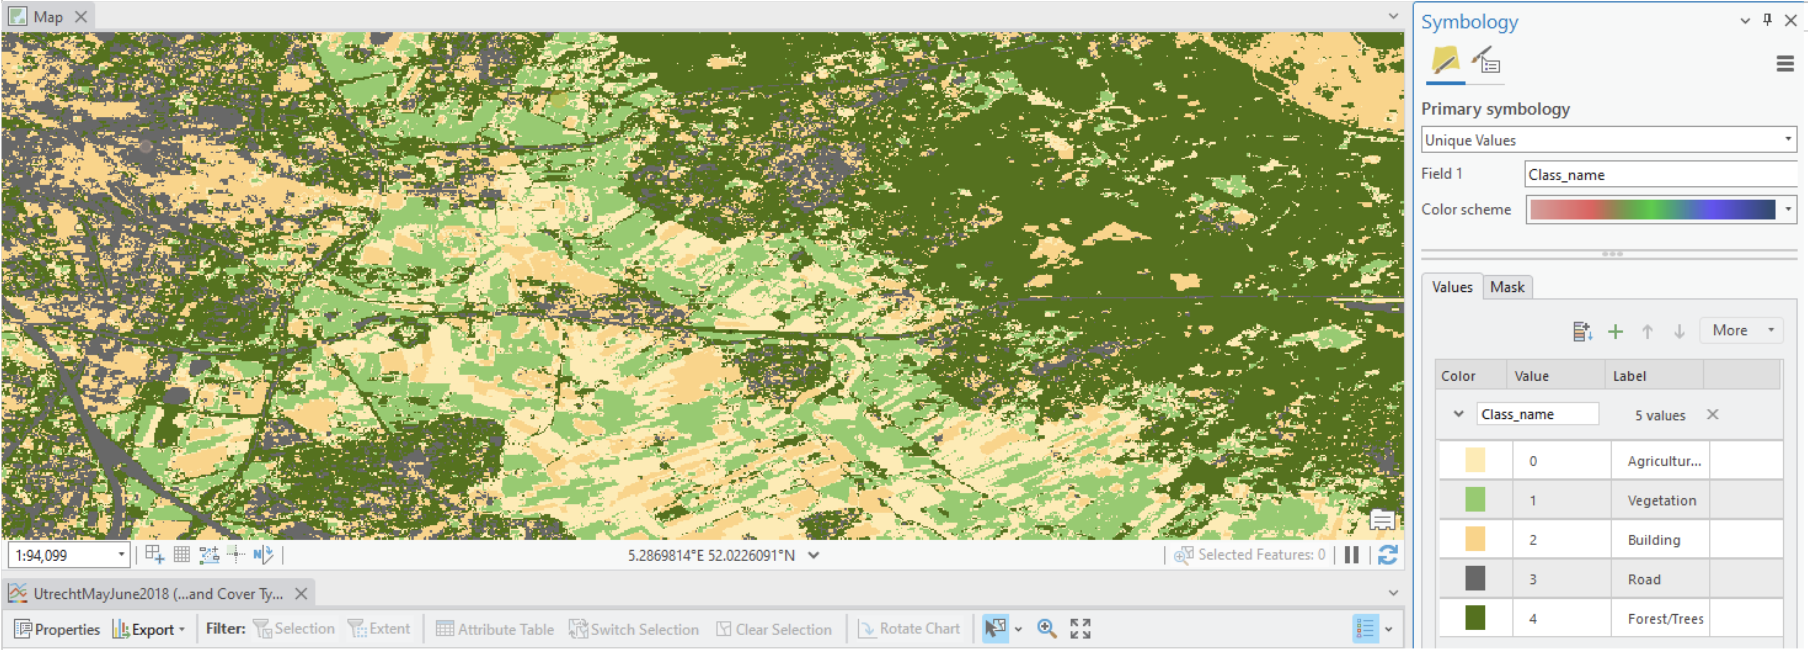 Map
Symbology
Primary symbology
Unique Values
Field 1
Class_name
Color scheme
Values
Mask
More
Color Value Label
Class_name 5 values
0 Agricultur...
1 Vegetation
2 Building
3 Road
4 Forest/Trees
1:94,099
5.2869814°E 52.0226091°N
Selected Features: 0
UtrechtMayJune2018 (...and Cover Ty...
Properties Export Filter: Selection Extent Attribute Table Switch Selection Clear Selection Rotate Chart